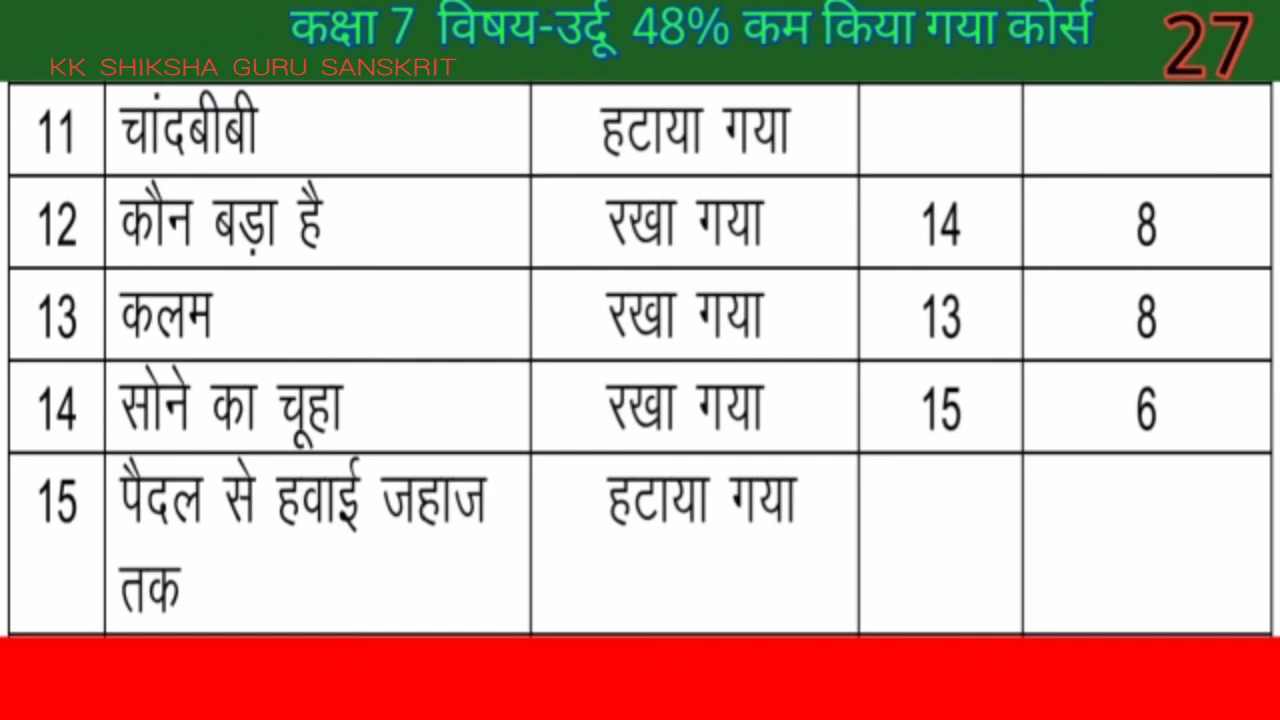 कक्षा 7 विषय-उर्दू 48% कम किया गया कोर्स 27
KK SHIKSHA GURU SANSKRIT
11 चांदबीबी हटाया गया
12 कौन बड़ा है रखा गया 14 8
13 कलम रखा गया 13 8
14 सोने का चूहा रखा गया 15 6
15 पैदल से हवाई जहाज हटाया गया
तक